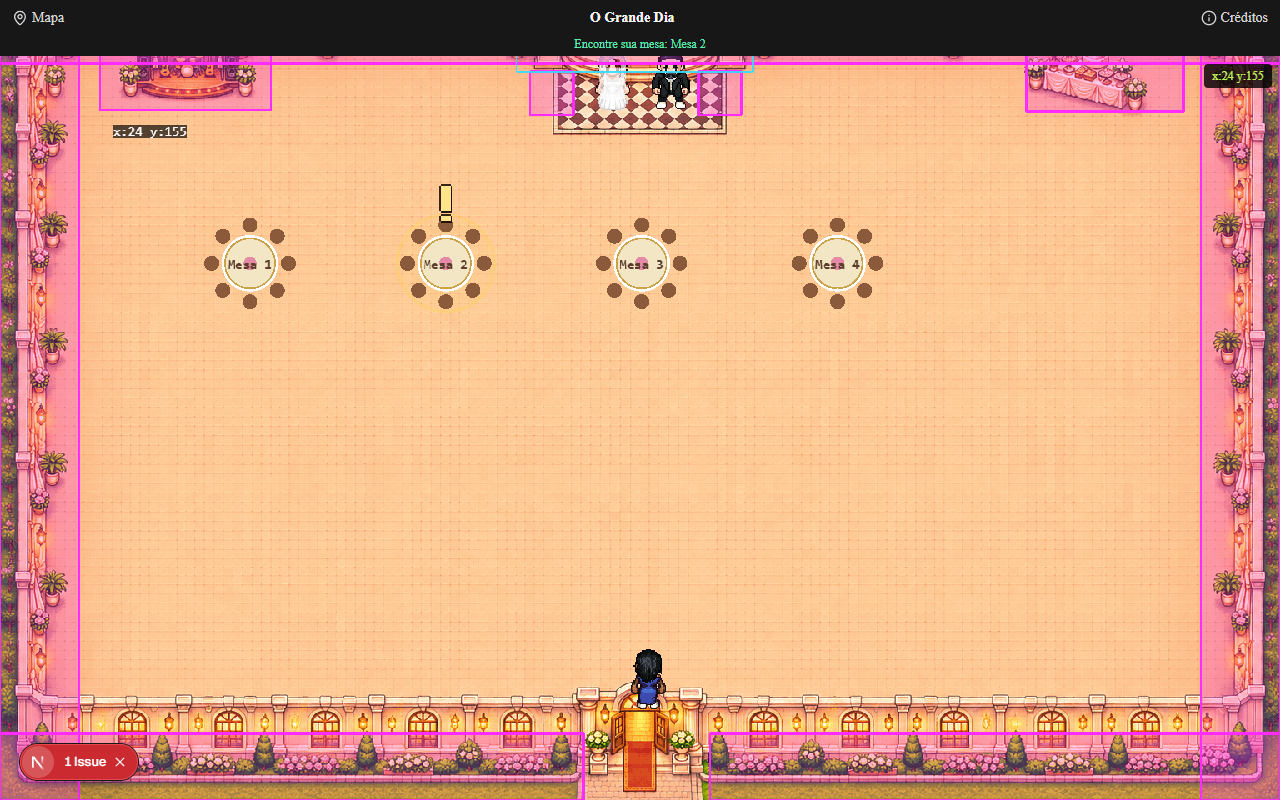 Mapa
O Grande Dia
Créditos
Encontre sua mesa: Mesa 2
x:24 y:155
x:24 y:155
Mesa 1
Mesa 2
Mesa 3
Mesa 4
N
1 Issue